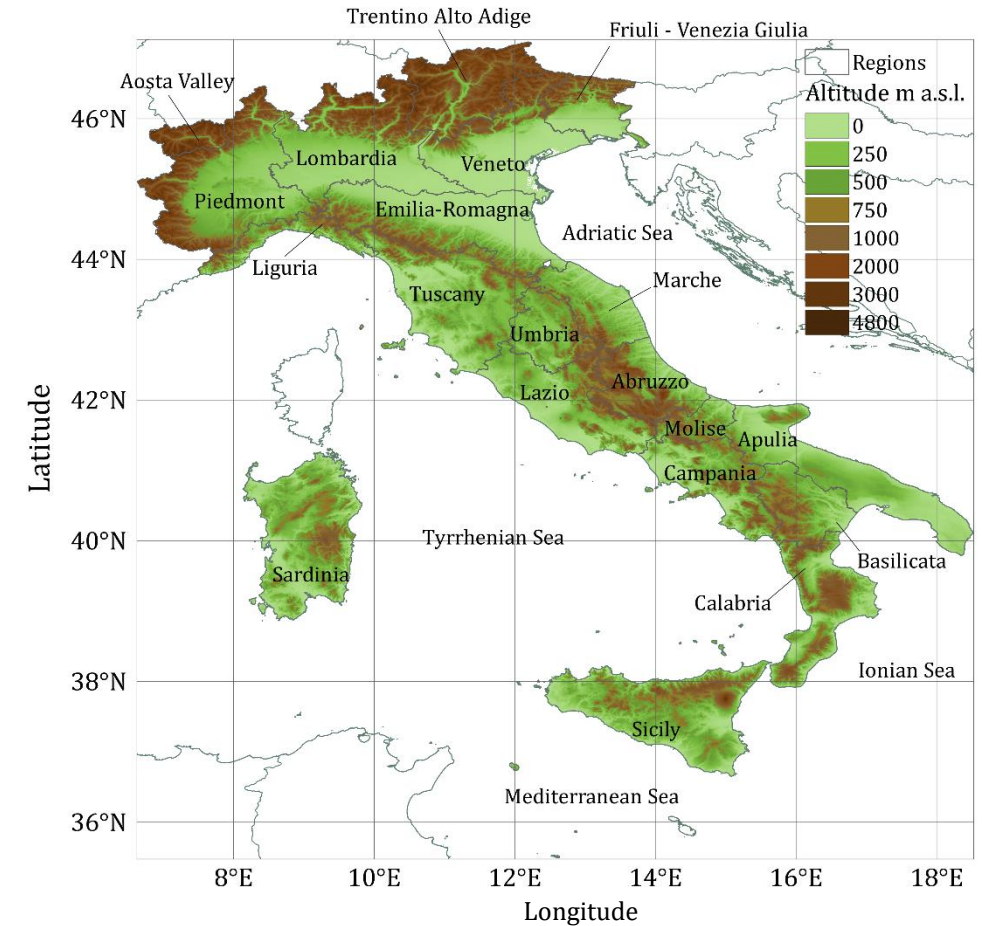 Trentino Alto Adige
Friuli - Venezia Giulia
Aosta Valley
Regions
Altitude m a.s.l.
0
250
500
750
1000
2000
3000
4800
46°N
44°N
42°N
40°N
38°N
36°N
Latitude
Lombardia
Veneto
Piedmont
Emilia-Romagna
Adriatic Sea
Liguria
Marche
Tuscany
Umbria
Abruzzo
Lazio
Molise
Apulia
Campania
Tyrrhenian Sea
Basilicata
Sardinia
Calabria
Ionian Sea
Sicily
Mediterranean Sea
8°E
10°E
12°E
14°E
16°E
18°E
Longitude